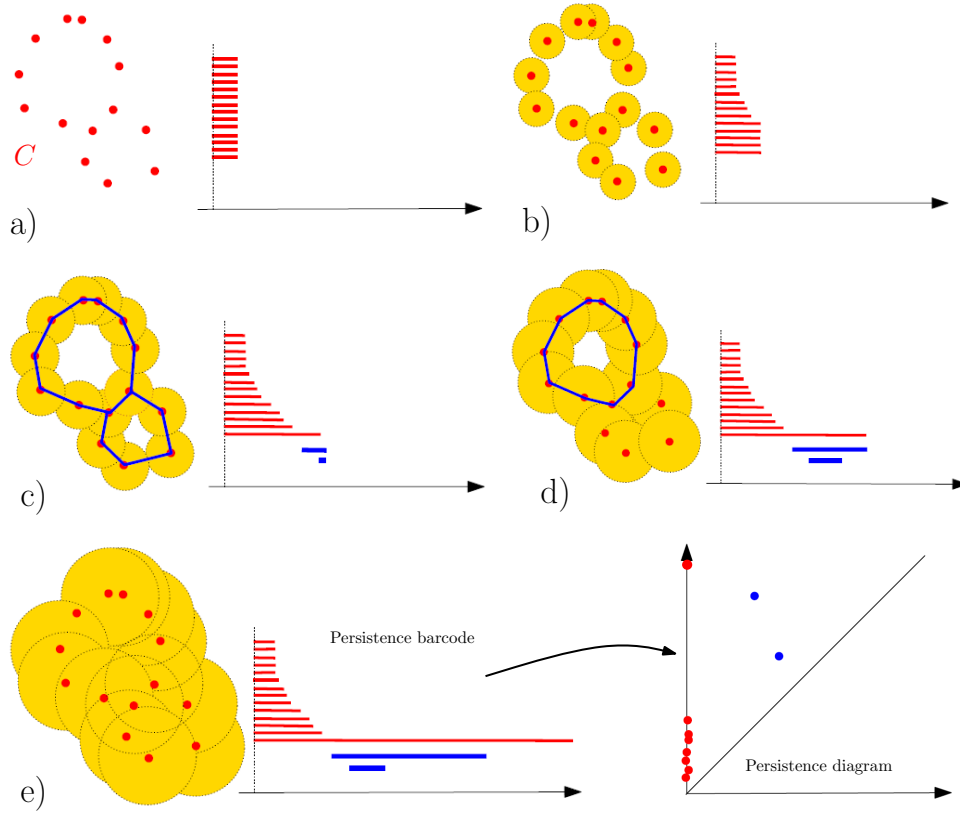 C
a)
b)
c)
d)
Persistence barcode
Persistence diagram
e)